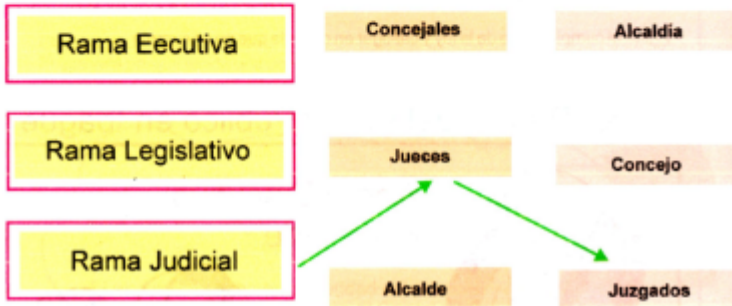 Rama Eecutiva
Concejales
Alcaldía
Rama Legislativo
Jueces
Concejo
Rama Judicial
Alcalde
Juzgados